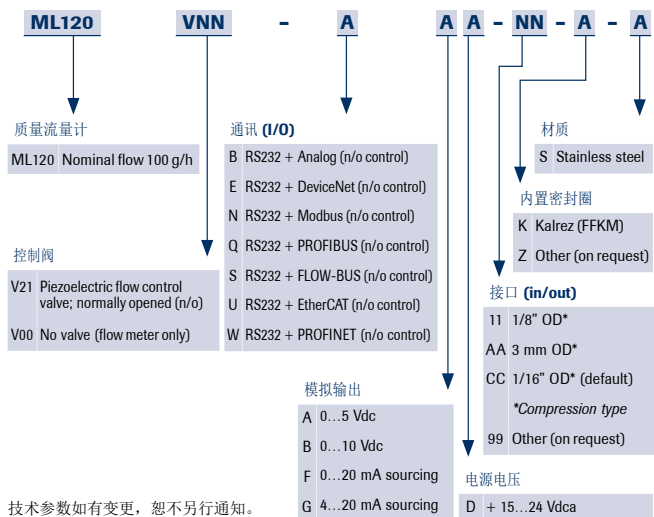 ML120 VNN - A A A - NN - A - A
质量流量计
ML120 Nominal flow 100 g/h
控制阀
V21 Piezoelectric flow control
valve; normally opened (n/o)
V00 No valve (flow meter only)
通讯 (I/O)
B RS232 + Analog (n/o control)
E RS232 + DeviceNet (n/o control)
N RS232 + Modbus (n/o control)
Q RS232 + PROFIBUS (n/o control)
S RS232 + FLOW-BUS (n/o control)
U RS232 + EtherCAT (n/o control)
W RS232 + PROFINET (n/o control)
模拟输出
A 0…5 Vdc
B 0…10 Vdc
F 0…20 mA sourcing
G 4…20 mA sourcing
材质
S Stainless steel
内置密封圈
K Kalrez (FFKM)
Z Other (on request)
接口 (in/out)
11 1/8” OD*
AA 3 mm OD*
CC 1/16” OD* (default)
*Compression type
99 Other (on request)
电源电压
D + 15…24 Vdca
技术参数如有变更，恕不另行通知。